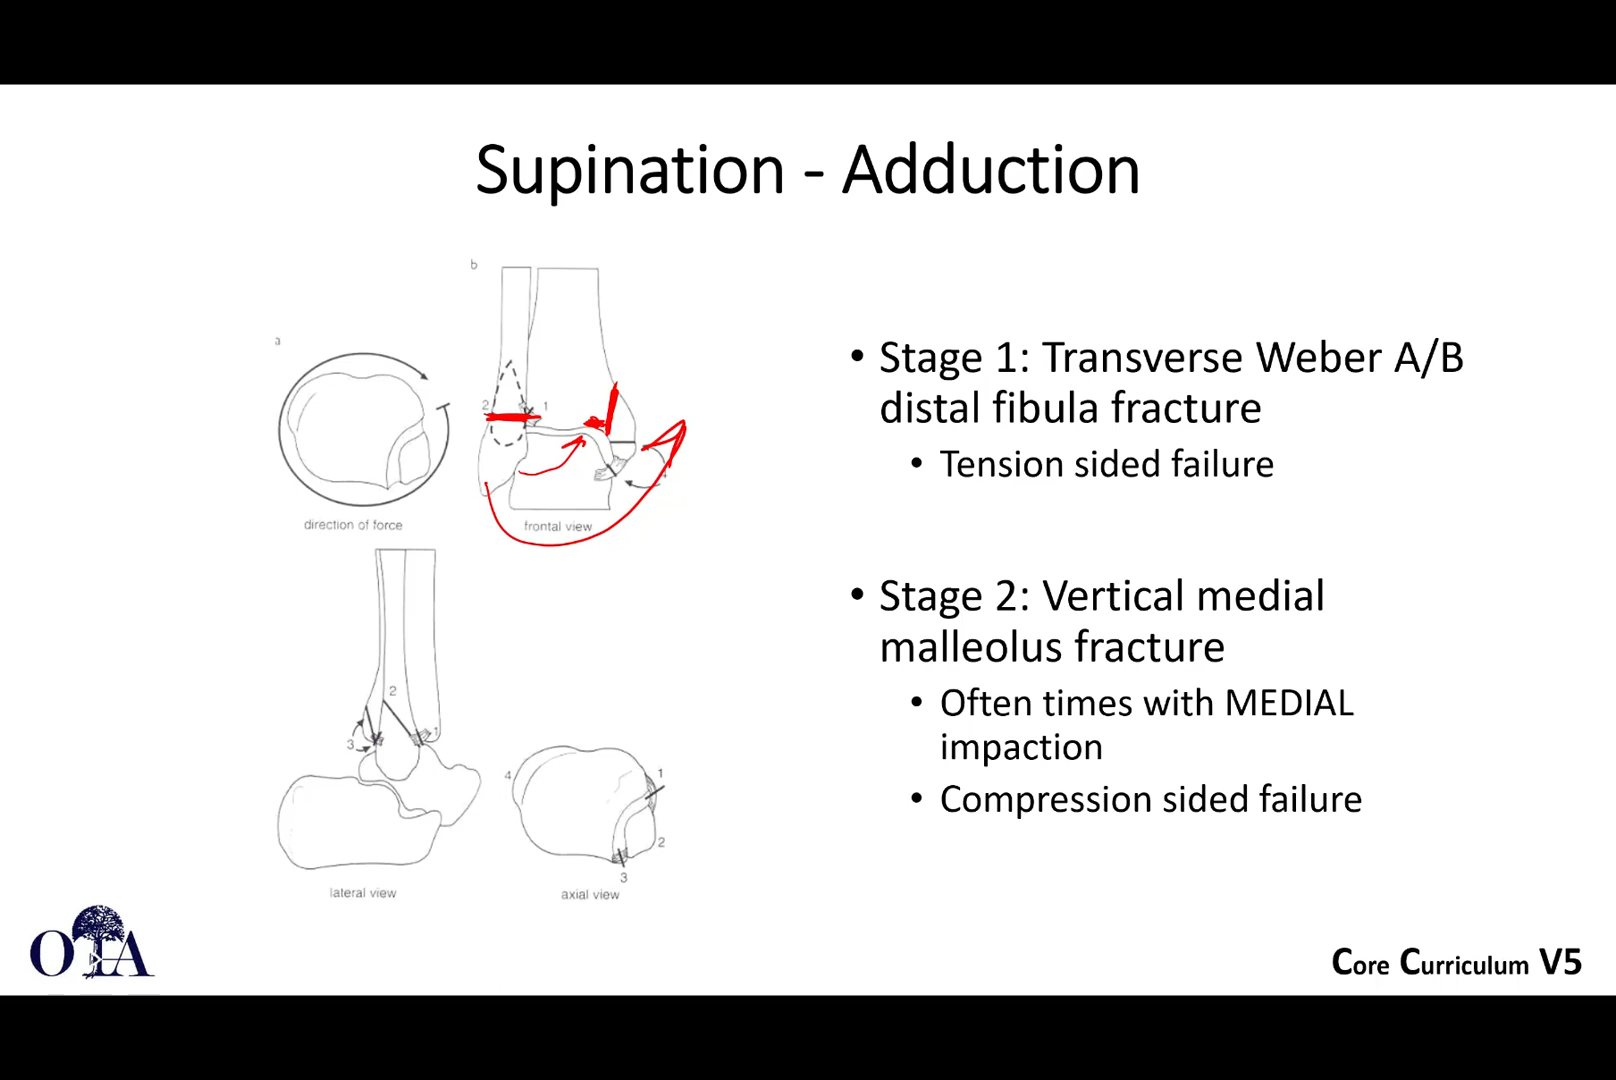 Supination - Adduction
b
a
2
1
direction of force
frontal view
• Stage 1: Transverse Weber A/B
distal fibula fracture
• Tension sided failure
• Stage 2: Vertical medial
malleolus fracture
• Often times with MEDIAL
impaction
• Compression sided failure
2
1
3
lateral view
4
1
2
3
axial view
OTA
Core Curriculum V5